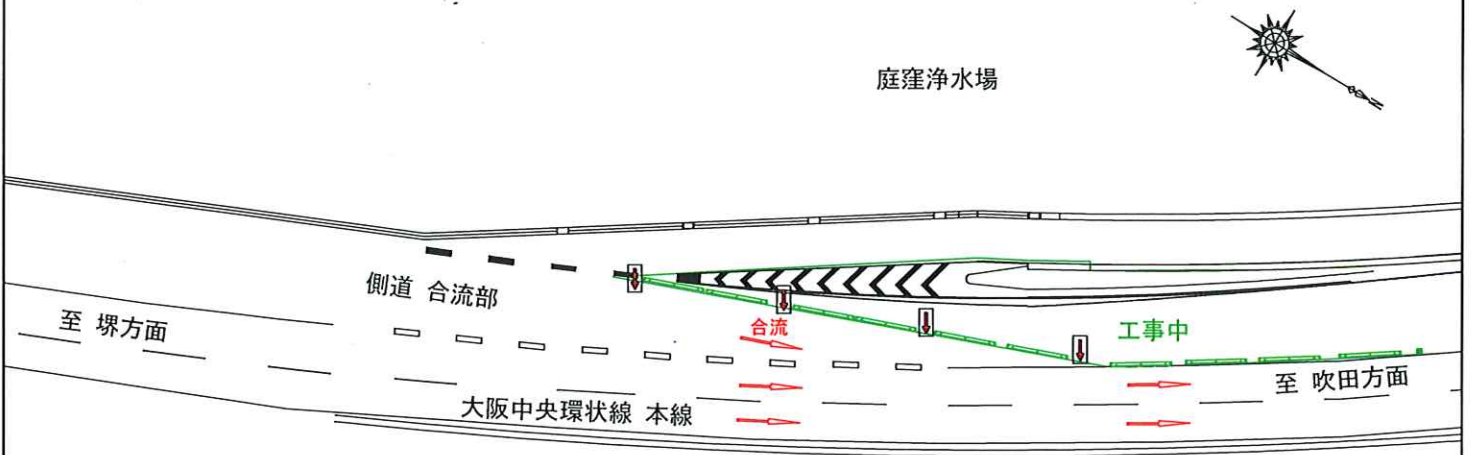 庭窪浄水場
N
側道 合流部
至 堺方面
合流
工事中
至 吹田方面
大阪中央環状線 本線